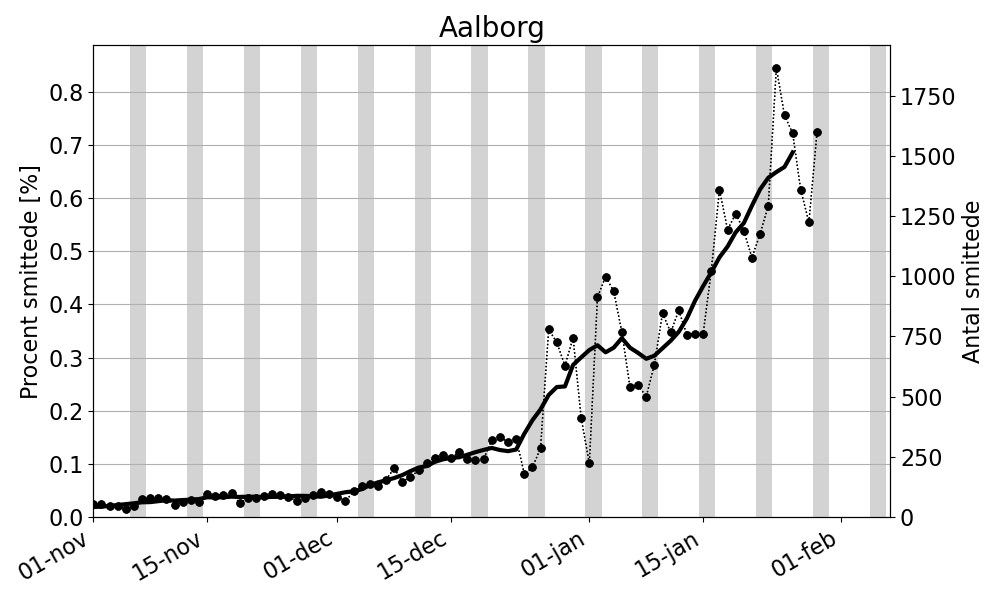 Aalborg
Procent smittede [%]
0.8
0.7
0.6
0.5
0.4
0.3
0.2
0.1
0.0
1750
1500
1250
1000
750
500
250
0
Antal smittede
01-nov
15-nov
01-dec
15-dec
01-jan
15-jan
01-feb